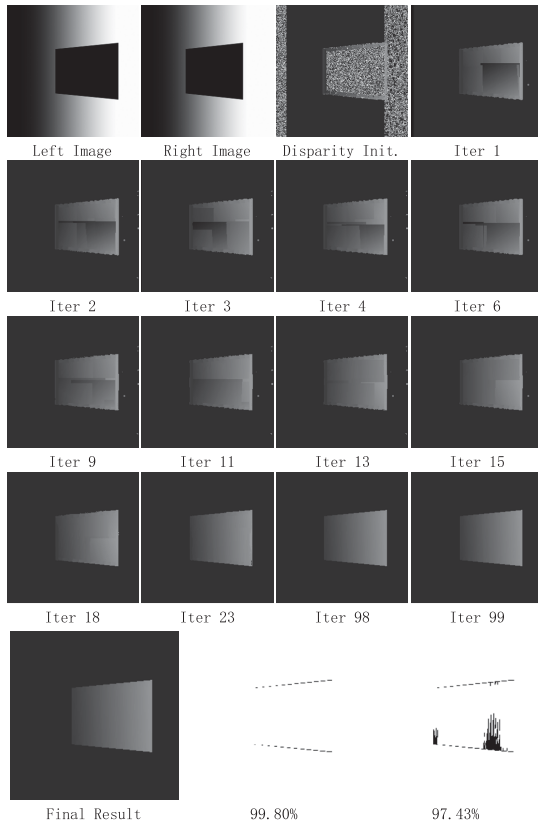 Left Image Right Image Disparity Init. Iter 1
Iter 2 Iter 3 Iter 4 Iter 6
Iter 9 Iter 11 Iter 13 Iter 15
Iter 18 Iter 23 Iter 98 Iter 99
Final Result 99.80% 97.43%